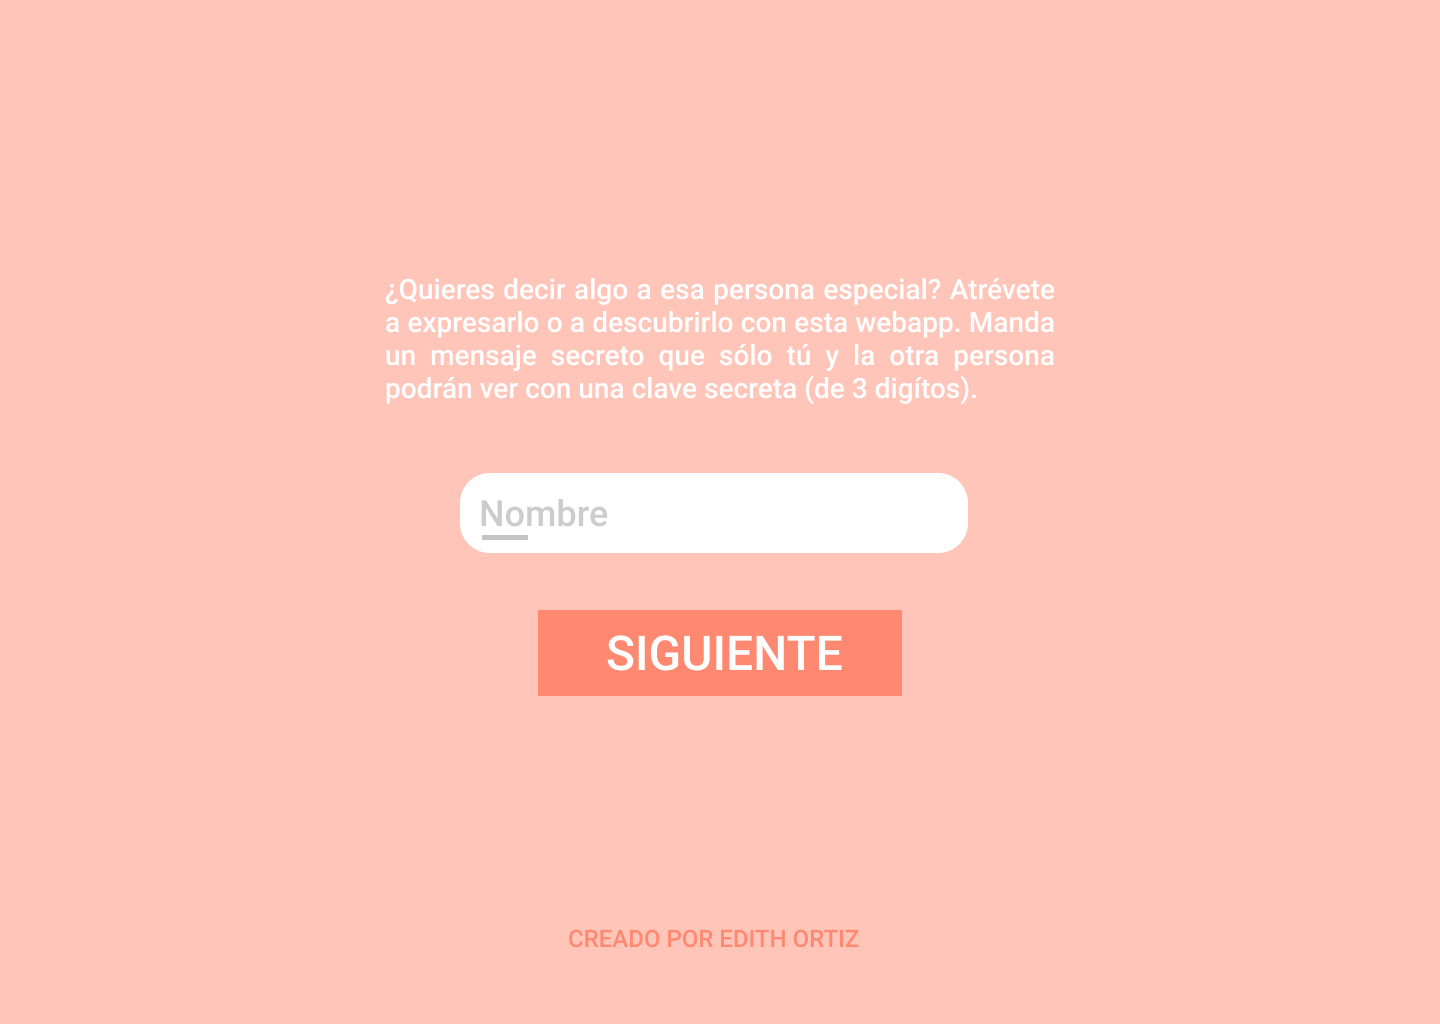 ¿Quieres decir algo a esa persona especial? Atrévete
a expresarlo o a descubrirlo con esta webapp. Manda
un mensaje secreto que sólo tú y la otra persona
podrán ver con una clave secreta (de 3 digítos).
Nombre
SIGUIENTE
CREADO POR EDITH ORTIZ